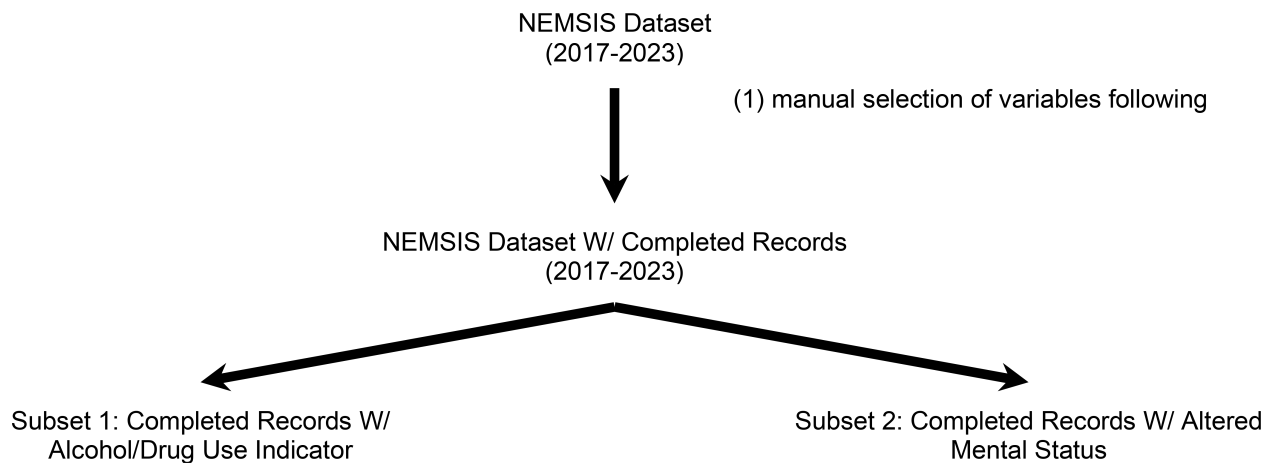 NEMSIS Dataset
(2017-2023)
(1) manual selection of variables following
NEMSIS Dataset W/ Completed Records
(2017-2023)
Subset 1: Completed Records W/
Alcohol/Drug Use Indicator
Subset 2: Completed Records W/ Altered
Mental Status